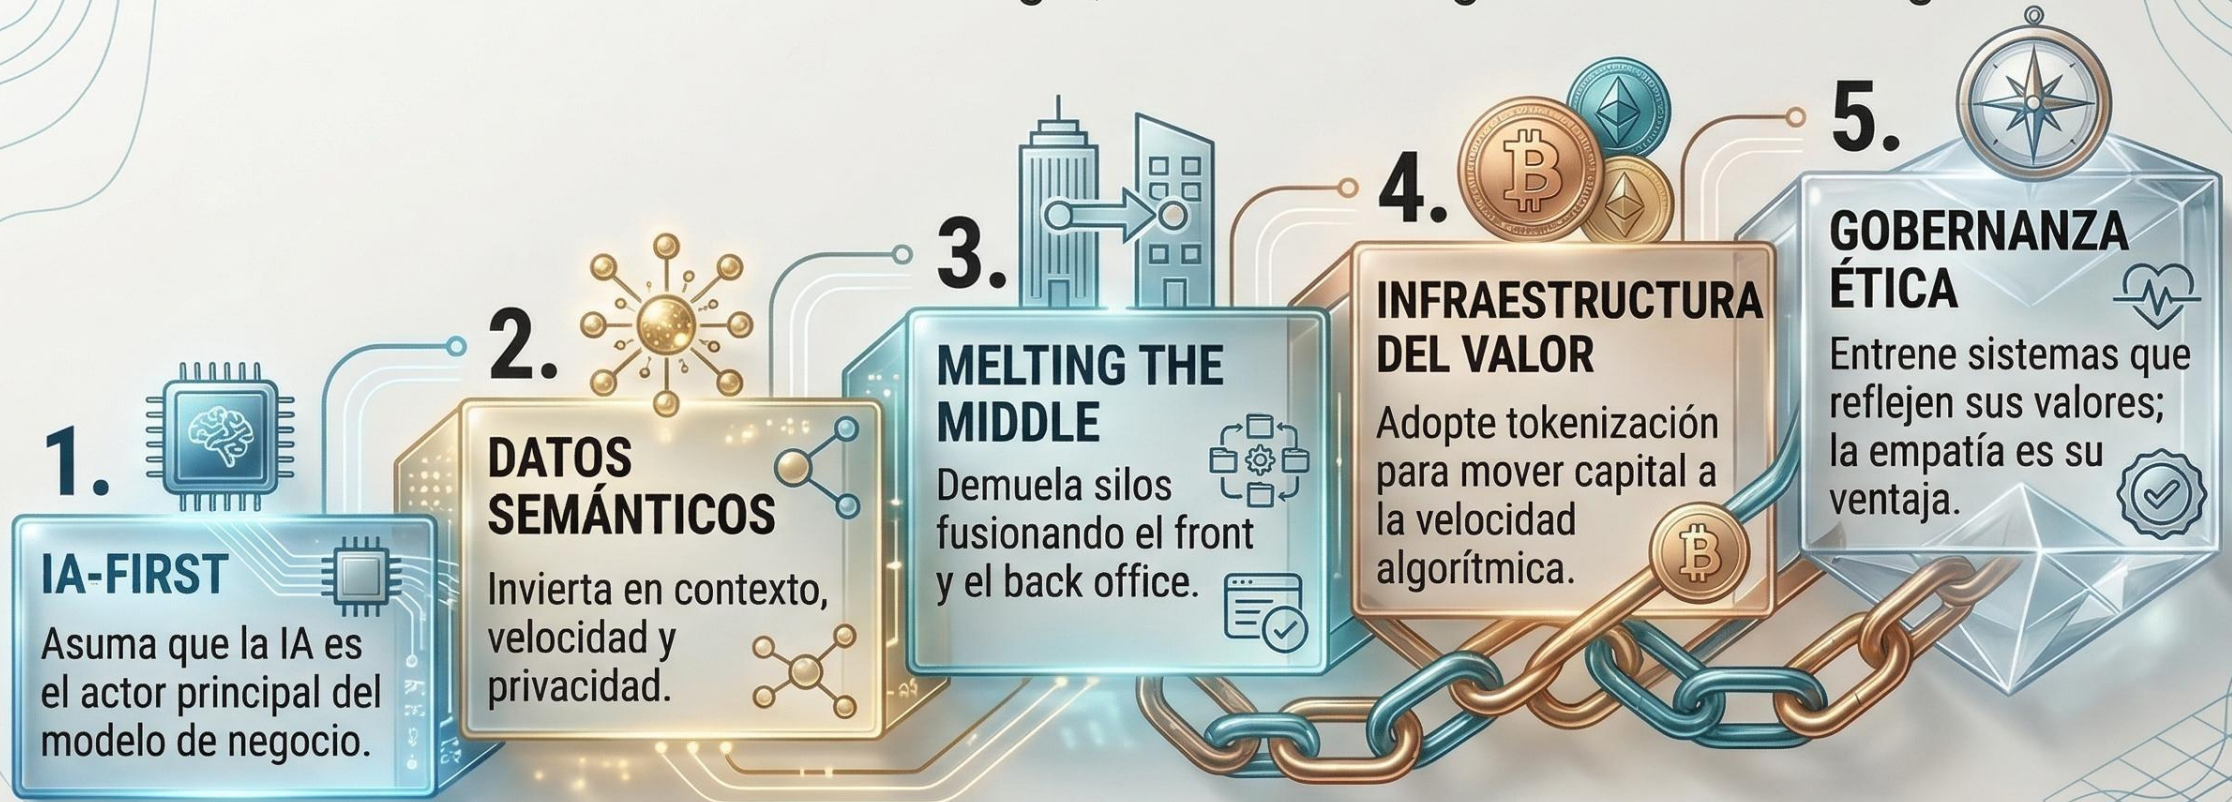 1.
IA-FIRST
Asuma que la IA es
el actor principal del
modelo de negocio.
2.
DATOS
SEMÁNTICOS
Invierta en contexto,
velocidad y
privacidad.
3.
MELTING THE
MIDDLE
Demuela silos
fusionando el front
y el back office.
4.
INFRAESTRUCTURA
DEL VALOR
Adopte tokenización
para mover capital a
la velocidad
algorítmica.
5.
GOBERNANZA
ÉTICA
Entrene sistemas que
reflejen sus valores;
la empatía es su
ventaja.